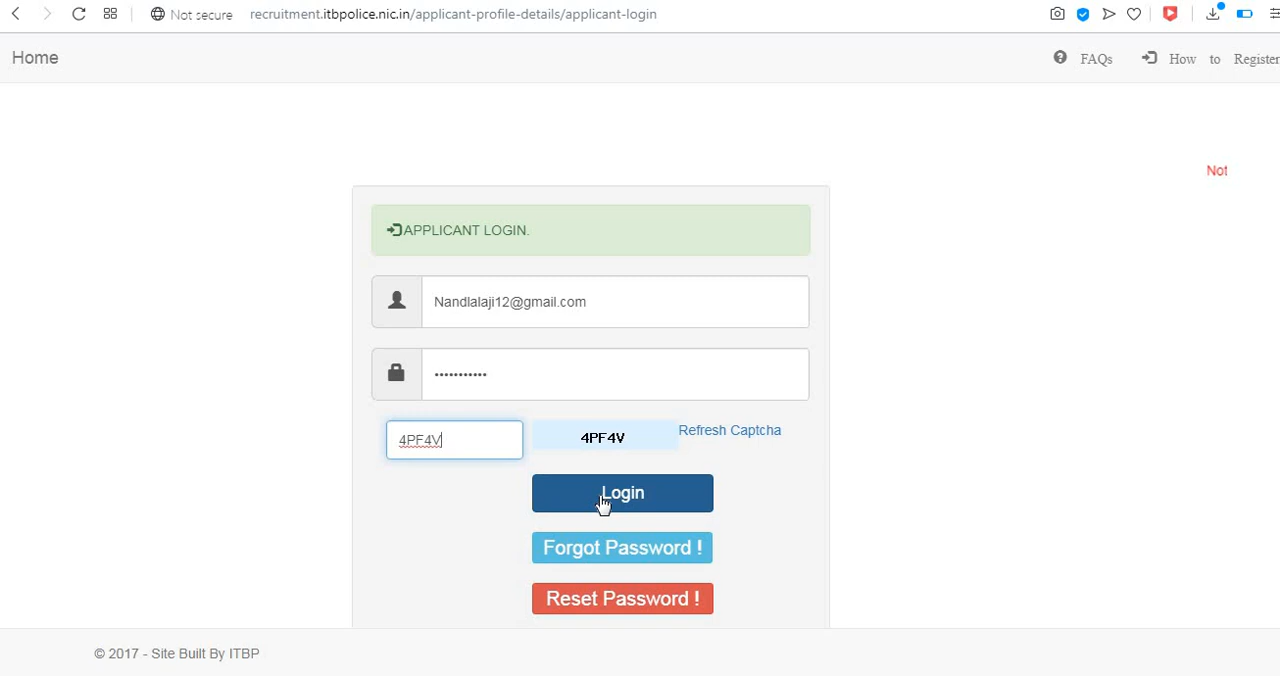 Not secure recruitment.itbpolice.nic.in/applicant-profile-details/applicant-login
Home FAQs How to Register
Not
APPLICANT LOGIN.
Nandlalaji12@gmail.com
•••••••••••
4PF4V 4PF4V Refresh Captcha
Login
Forgot Password !
Reset Password !
© 2017 - Site Built By ITBP